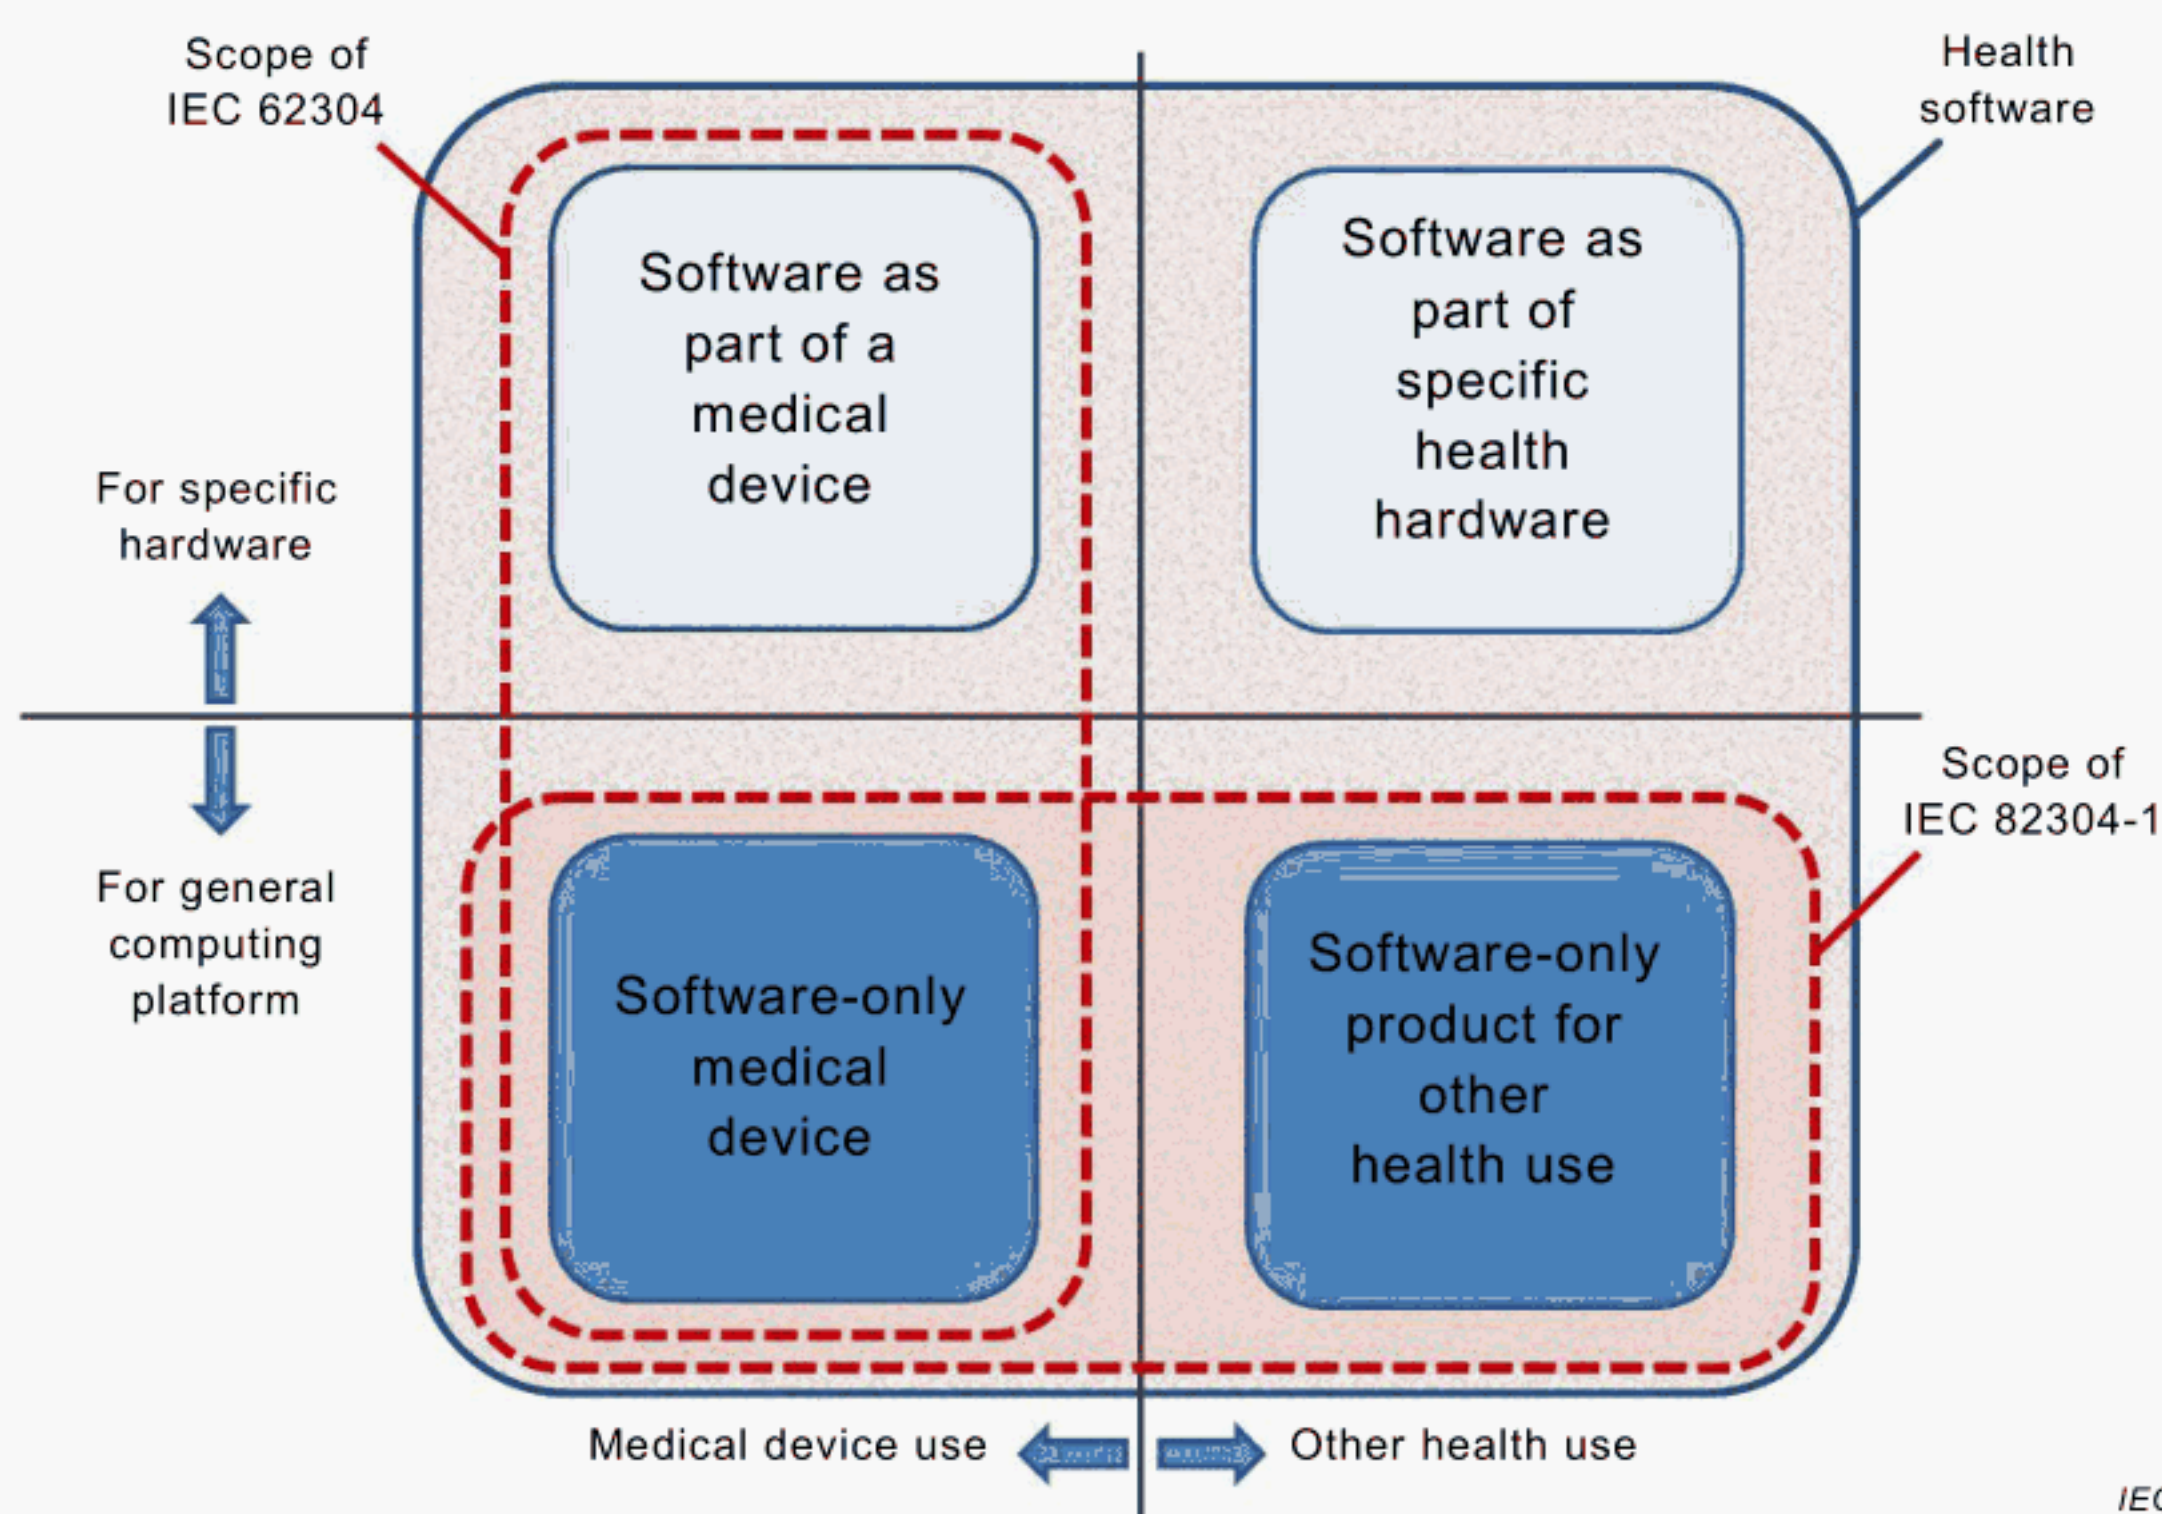 Scope of
IEC 62304
Health
software
Software as
part of a
medical
device
Software as
part of
specific
health
hardware
For specific
hardware
For general
computing
platform
Scope of
IEC 82304-1
Software-only
medical
device
Software-only
product for
other
health use
Medical device use
Other health use
IEC